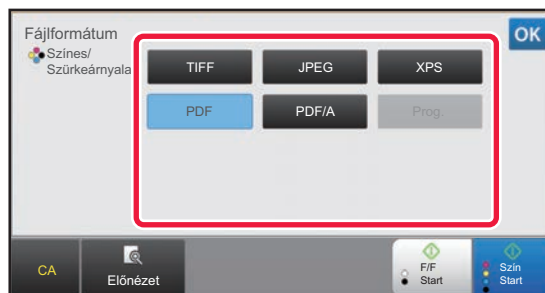 Fájlformátum
OK
Színes/
Szürkeárnyala
TIFF
JPEG
XPS
PDF
PDF/A
Prog.
CA
Előnézet
F/F
Start
Szín
Start